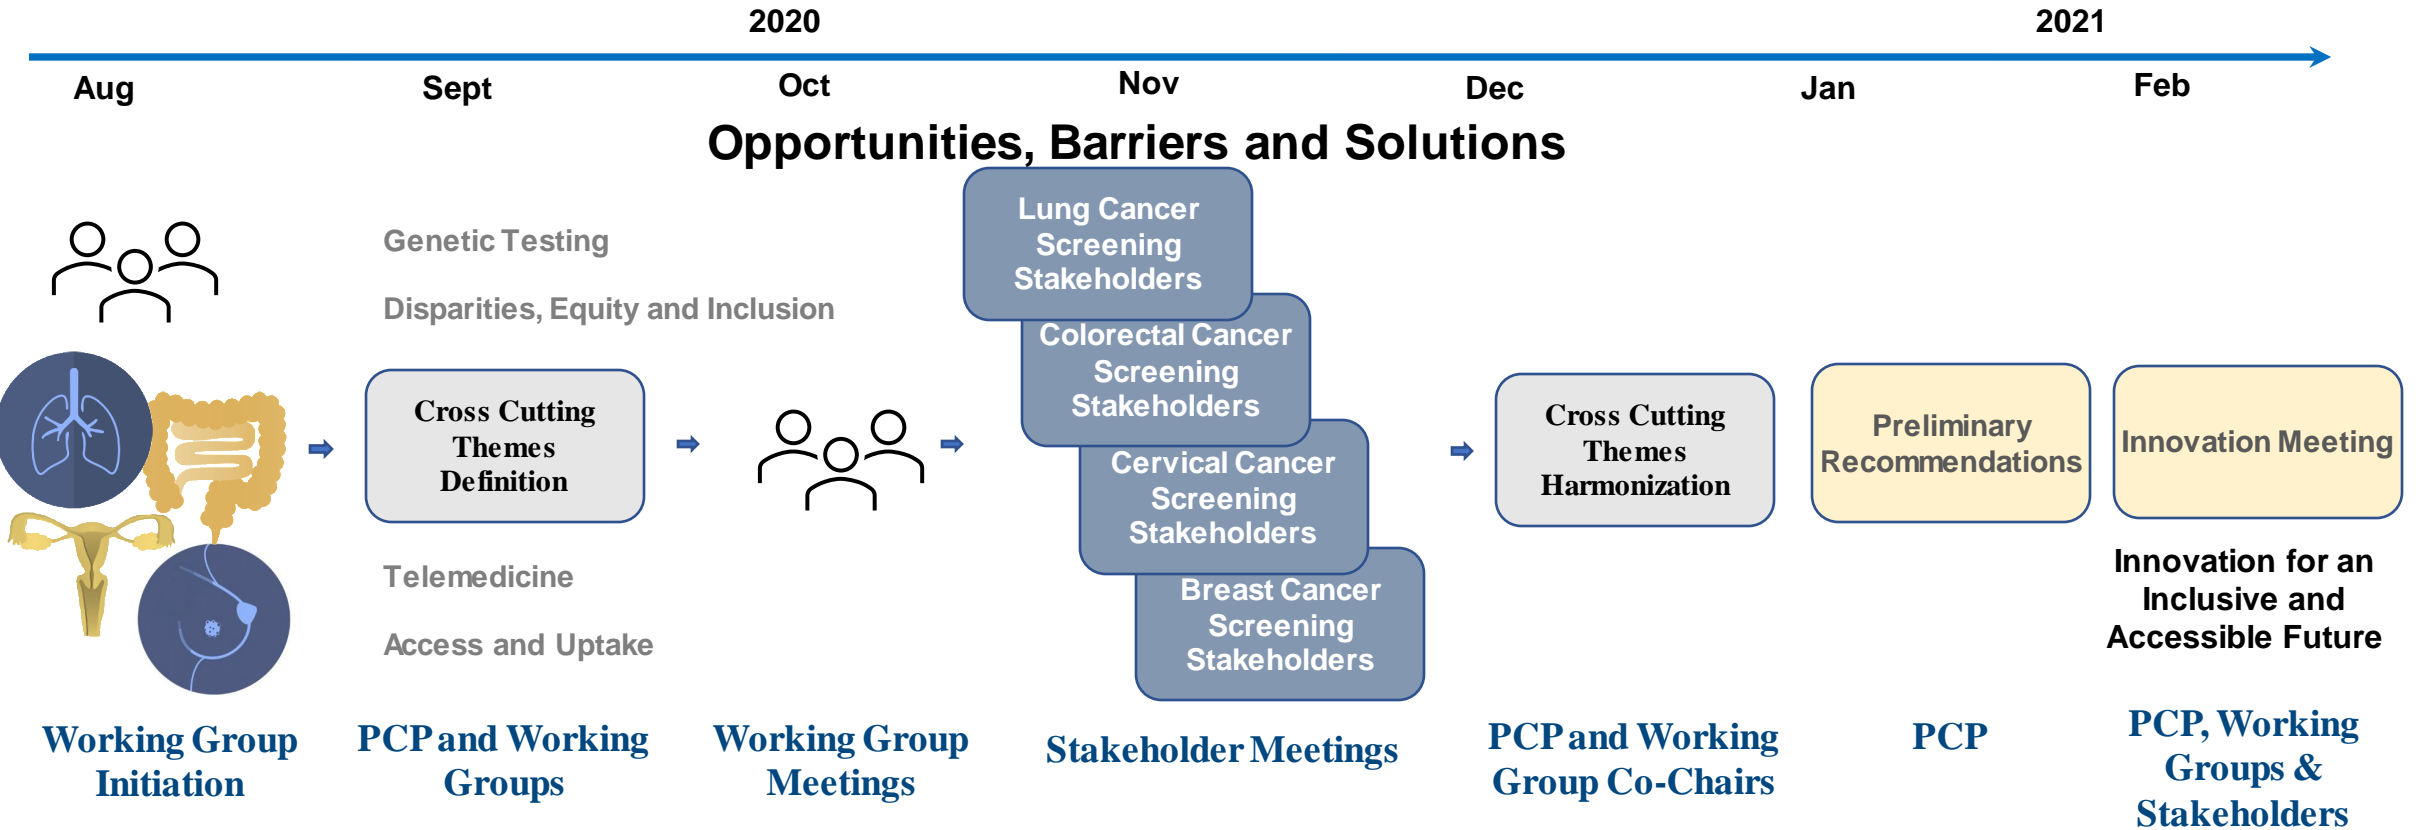 2020
2021
Aug
Sept
Oct
Nov
Dec
Jan
Feb
Opportunities, Barriers and Solutions
Genetic Testing
Disparities, Equity and Inclusion
Cross Cutting
Themes
Definition
Telemedicine
Access and Uptake
Lung Cancer
Screening
Stakeholders
Colorectal Cancer
Screening
Stakeholders
Cervical Cancer
Screening
Stakeholders
Breast Cancer
Screening
Stakeholders
Cross Cutting
Themes
Harmonization
Preliminary
Recommendations
Innovation Meeting
Innovation for an
Inclusive and
Accessible Future
Working Group
Initiation
PCP and Working
Groups
Working Group
Meetings
Stakeholder Meetings
PCP and Working
Group Co-Chairs
PCP
PCP, Working
Groups &
Stakeholders